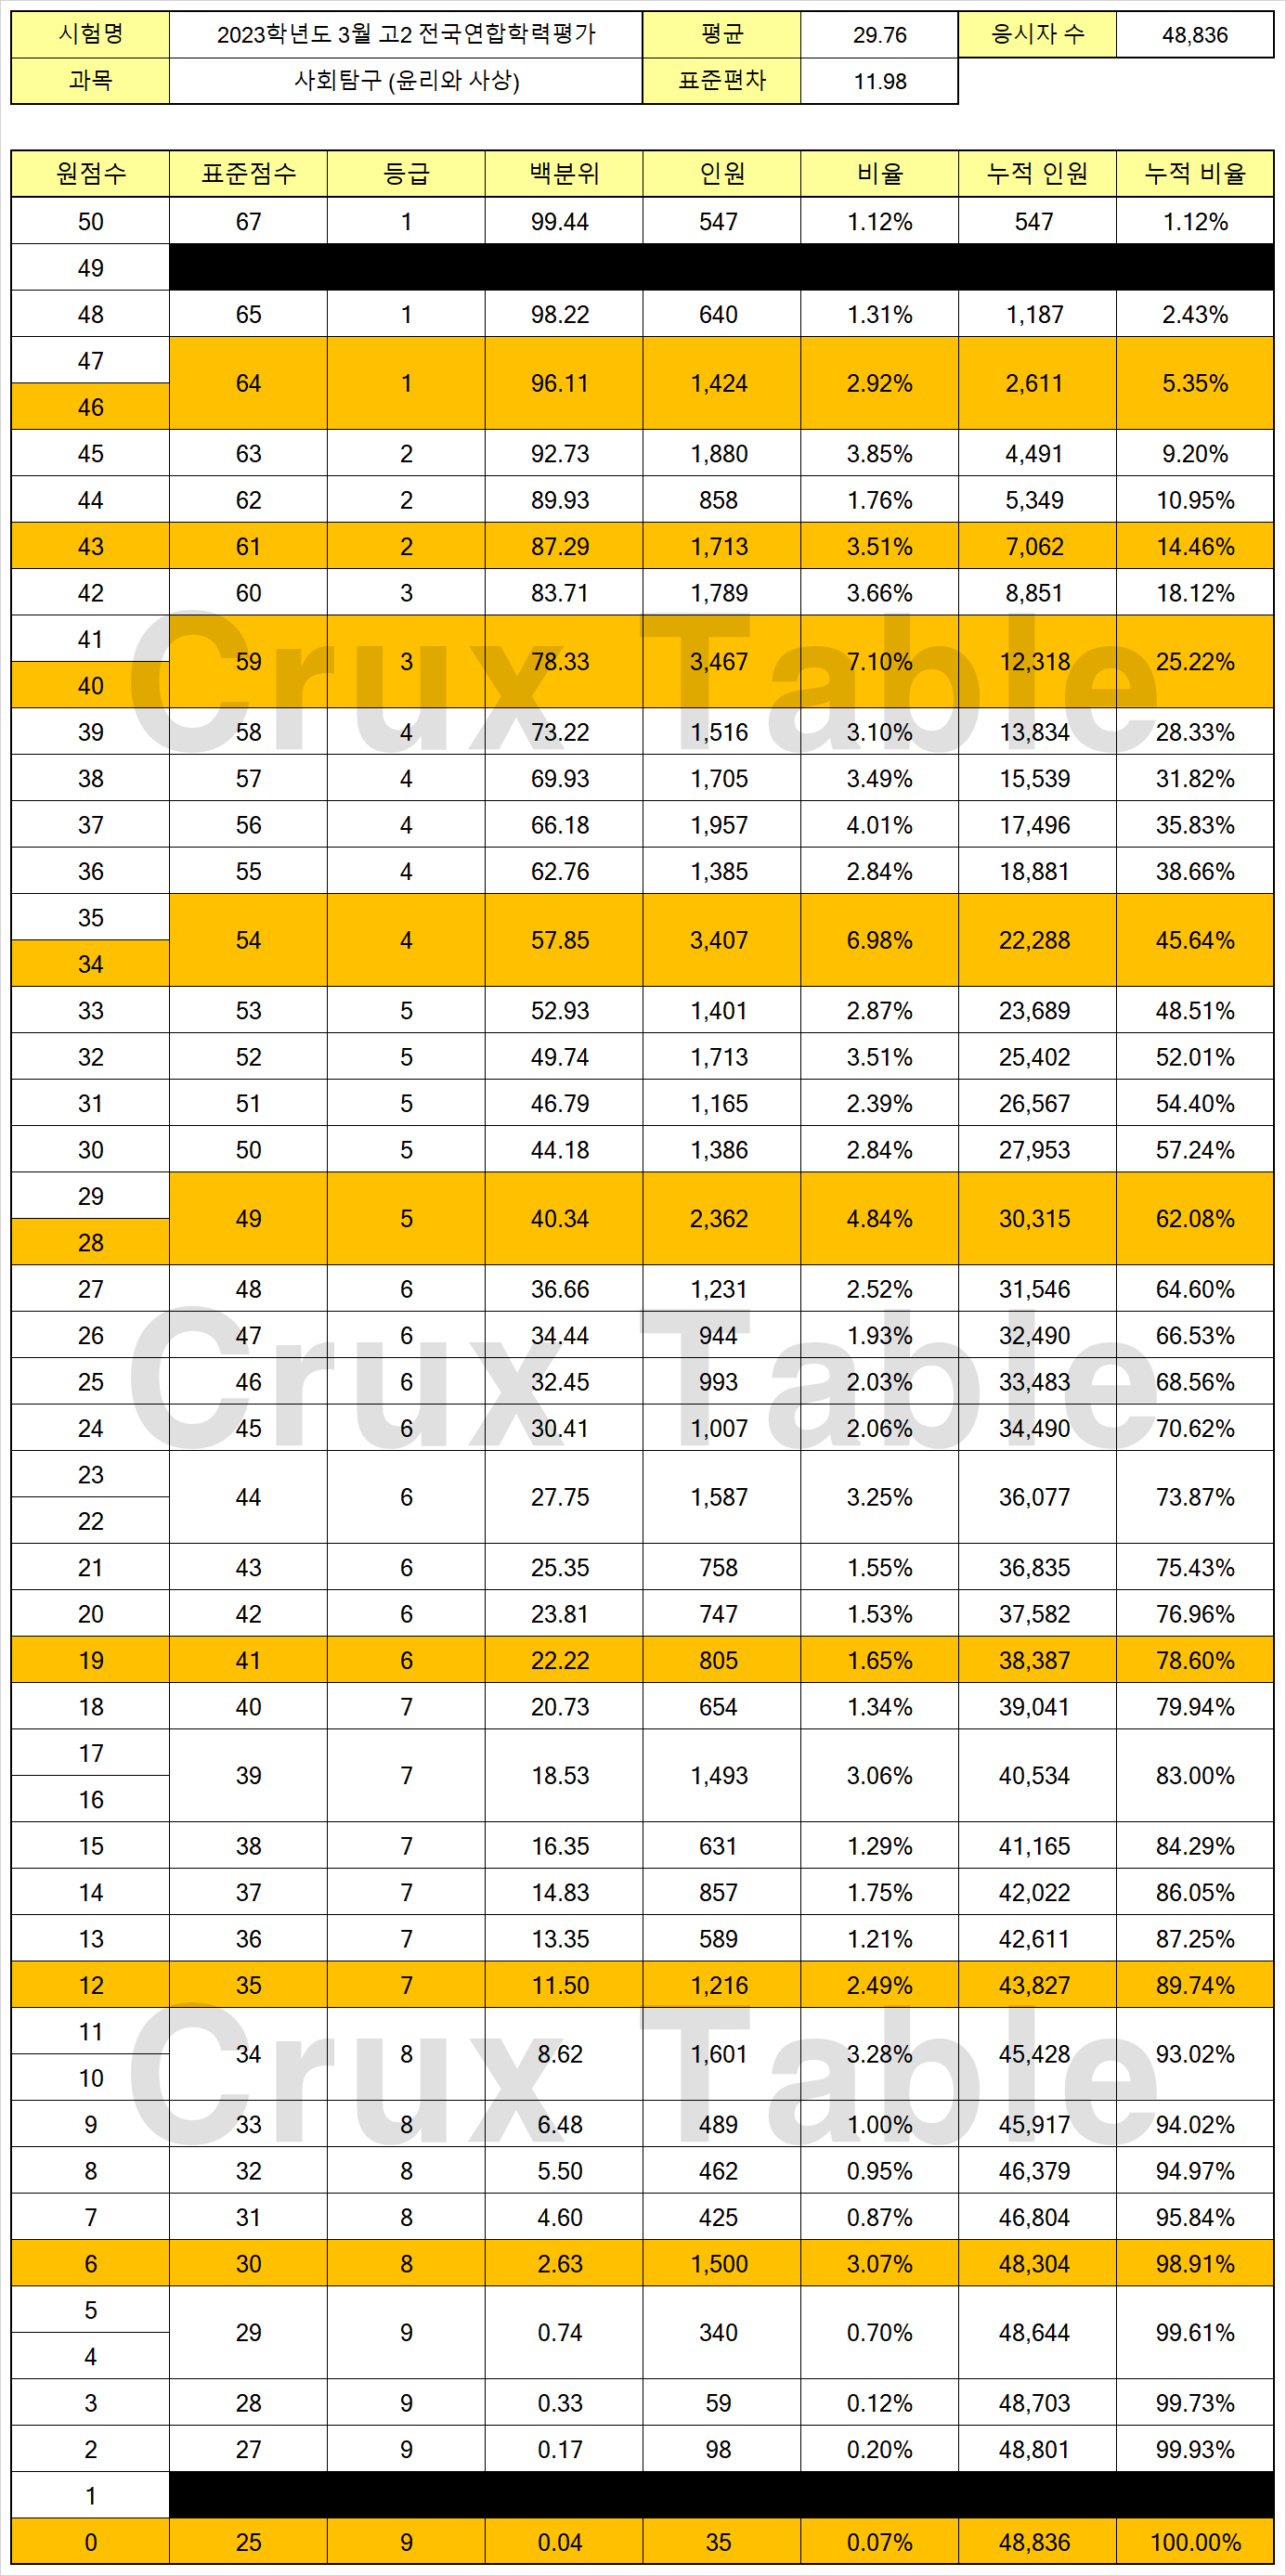 시험명 2023학년도 3월 고2 전국연합학력평가 평균 29.76 응시자 수 48,836
과목 사회탐구 (윤리와 사상) 표준편차 11.98
원점수 표준점수 등급 백분위 인원 비율 누적 인원 누적 비율
50 67 1 99.44 547 1.12% 547 1.12%
49
48 65 1 98.22 640 1.31% 1,187 2.43%
47
64 1 96.11 1,424 2.92% 2,611 5.35%
46
45 63 2 92.73 1,880 3.85% 4,491 9.20%
44 62 2 89.93 858 1.76% 5,349 10.95%
43 61 2 87.29 1,713 3.51% 7,062 14.46%
42 60 3 83.71 1,789 3.66% 8,851 18.12%
41
59 3 78.33 3,467 7.10% 12,318 25.22%
40
Crux Table
39 58 4 73.22 1,516 3.10% 13,834 28.33%
38 57 4 69.93 1,705 3.49% 15,539 31.82%
37 56 4 66.18 1,957 4.01% 17,496 35.83%
36 55 4 62.76 1,385 2.84% 18,881 38.66%
35
54 4 57.85 3,407 6.98% 22,288 45.64%
34
33 53 5 52.93 1,401 2.87% 23,689 48.51%
32 52 5 49.74 1,713 3.51% 25,402 52.01%
31 51 5 46.79 1,165 2.39% 26,567 54.40%
30 50 5 44.18 1,386 2.84% 27,953 57.24%
29
49 5 40.34 2,362 4.84% 30,315 62.08%
28
27 48 6 36.66 1,231 2.52% 31,546 64.60%
26 47 6 34.44 944 1.93% 32,490 66.53%
Crux Table
25 46 6 32.45 993 2.03% 33,483 68.56%
24 45 6 30.41 1,007 2.06% 34,490 70.62%
23
44 6 27.75 1,587 3.25% 36,077 73.87%
22
21 43 6 25.35 758 1.55% 36,835 75.43%
20 42 6 23.81 747 1.53% 37,582 76.96%
19 41 6 22.22 805 1.65% 38,387 78.60%
18 40 7 20.73 654 1.34% 39,041 79.94%
17
39 7 18.53 1,493 3.06% 40,534 83.00%
16
15 38 7 16.35 631 1.29% 41,165 84.29%
14 37 7 14.83 857 1.75% 42,022 86.05%
13 36 7 13.35 589 1.21% 42,611 87.25%
12 35 7 11.50 1,216 2.49% 43,827 89.74%
11
34 8 8.62 1,601 3.28% 45,428 93.02%
10
Crux Table
9 33 8 6.48 489 1.00% 45,917 94.02%
8 32 8 5.50 462 0.95% 46,379 94.97%
7 31 8 4.60 425 0.87% 46,804 95.84%
6 30 8 2.63 1,500 3.07% 48,304 98.91%
5
29 9 0.74 340 0.70% 48,644 99.61%
4
3 28 9 0.33 59 0.12% 48,703 99.73%
2 27 9 0.17 98 0.20% 48,801 99.93%
1
0 25 9 0.04 35 0.07% 48,836 100.00%